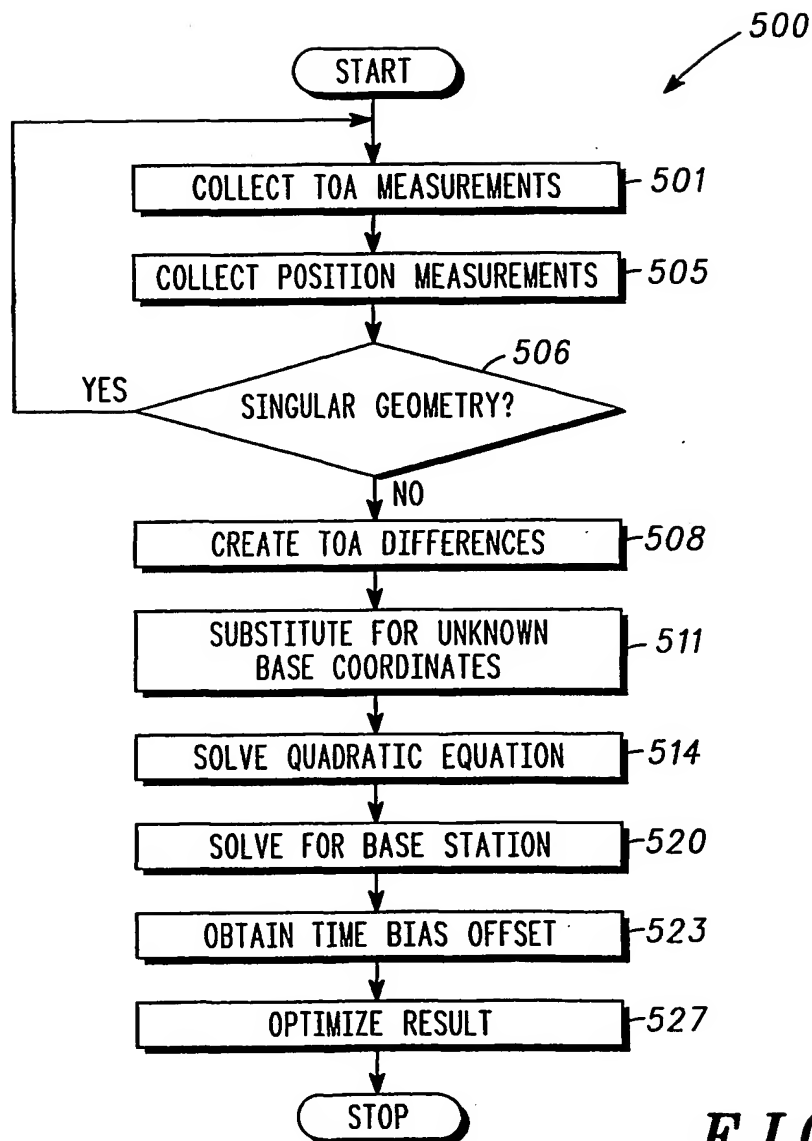 500
START
COLLECT TOA MEASUREMENTS 501
COLLECT POSITION MEASUREMENTS 505
506
YES
SINGULAR GEOMETRY?
NO
CREATE TOA DIFFERENCES 508
SUBSTITUTE FOR UNKNOWN
BASE COORDINATES 511
SOLVE QUADRATIC EQUATION 514
SOLVE FOR BASE STATION 520
OBTAIN TIME BIAS OFFSET 523
OPTIMIZE RESULT 527
STOP